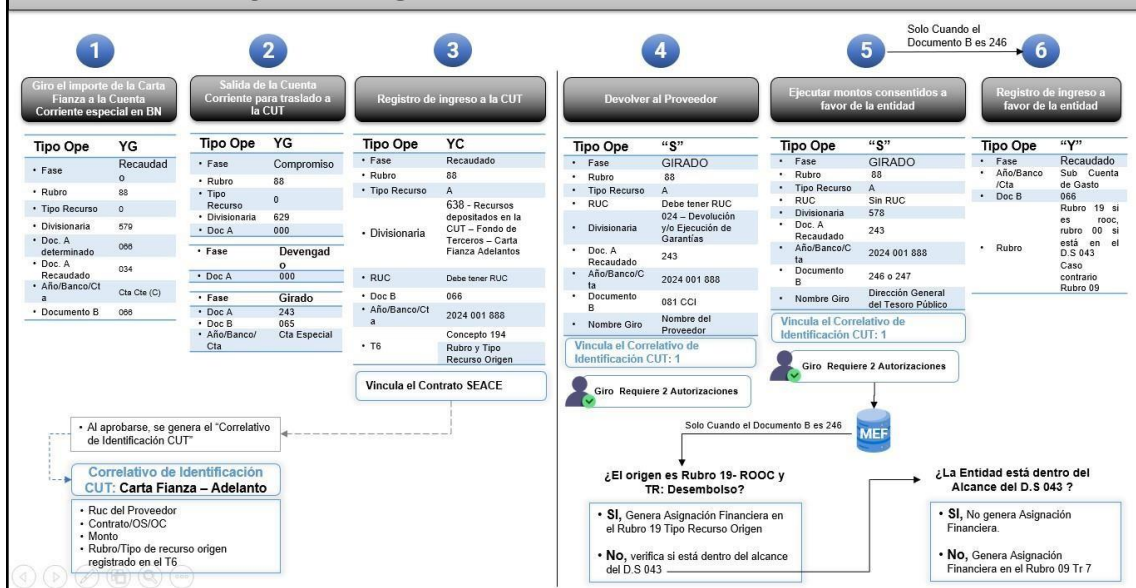 Solo Cuando el
Documento B es 246
1
2
3
4
5
6
Giro el importe de la Carta
Fianza a la Cuenta
Corriente especial en BN
Tipo Ope YG
• Fase Recaudad
o
• Rubro 88
• Tipo Recurso 0
• Divisionaria 579
• Doc. A
determinado 066
• Doc. A
Recaudado 034
• Año/Banco/Ct
a Cta Cte (C)
• Documento B 066
Salida de la Cuenta
Corriente para traslado a
la CUT
Tipo Ope YG
• Fase Compromiso
• Rubro 88
• Tipo
Recurso 0
• Divisionaria 629
• Doc A 000
• Fase Devengad
o
• Doc A 000
• Fase Girado
• Doc A 243
• Doc B 065
• Año/Banco/
Cta Cta Especial
Registro de ingreso a la CUT
Tipo Ope YC
• Fase Recaudado
• Rubro 88
• Tipo Recurso A
• Divisionaria 638 - Recursos
depositados en la
CUT – Fondo de
Terceros – Carta
Fianza Adelantos
• RUC Debe tener RUC
• Doc B 066
• Año/Banco/Ct
a 2024 001 888
• T6 Concepto 194
Rubro y Tipo
Recurso Origen
Vincula el Contrato SEACE
• Al aprobarse, se genera el “Correlativo
de Identificación CUT”
Correlativo de Identificación
CUT: Carta Fianza – Adelanto
• Ruc del Proveedor
• Contrato/OS/OC
• Monto
• Rubro/Tipo de recurso origen
registrado en el T6
Devolver al Proveedor
Tipo Ope “S”
• Fase GIRADO
• Rubro 88
• Tipo Recurso A
• RUC Debe tener RUC
• Divisionaria 024 – Devolución
y/o Ejecución de
Garantías
• Doc. A
Recaudado 243
• Año/Banco/C
ta 2024 001 888
• Documento
B 081 CCI
• Nombre Giro Nombre del
Proveedor
Vincula el Correlativo de
Identificación CUT: 1
Giro Requiere 2 Autorizaciones
Ejecutar montos consentidos a
favor de la entidad
Tipo Ope “S”
• Fase GIRADO
• Rubro 88
• Tipo Recurso A
• RUC Sin RUC
• Divisionaria 578
• Doc. A
Recaudado 243
• Año/Banco/C
ta 2024 001 888
• Documento
B 246 o 247
• Nombre Giro Dirección General
del Tesoro Público
Vincula el Correlativo de
Identificación CUT: 1
Giro Requiere 2 Autorizaciones
Registro de ingreso a
favor de la entidad
Tipo Ope “Y”
• Fase Recaudado
• Año/Banco
/Cta Sub Cuenta
de Gasto
• Doc B 066
• Rubro Rubro 19 si
es rooc,
rubro 00 si
está en el
D.S 043
Caso
contrario
Rubro 09
Solo Cuando el Documento B es 246
MEF
¿El origen es Rubro 19- ROOC y
TR: Desembolso?
• SI, Genera Asignación Financiera en
el Rubro 19 Tipo Recurso Origen
• No, verifica si está dentro del alcance
del D.S 043
¿La Entidad está dentro del
Alcance del D.S 043 ?
• SI, No genera Asignación
Financiera.
• No, Genera Asignación
Financiera en el Rubro 09 Tr 7